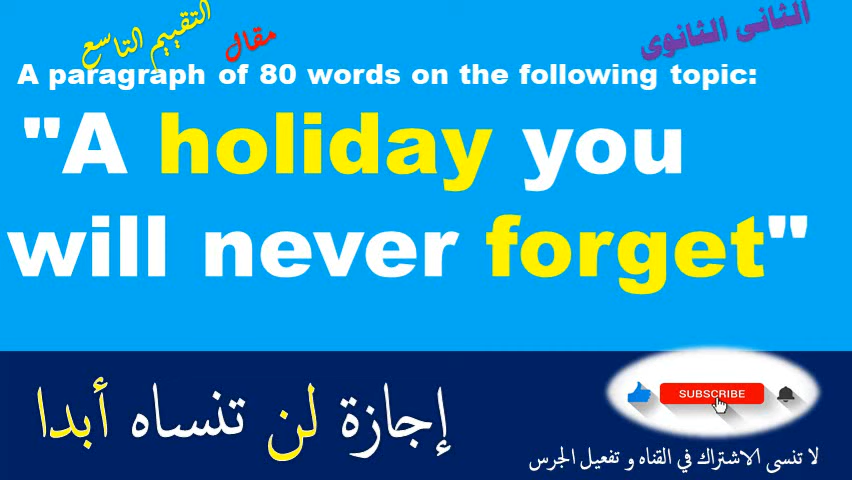 الثانى الثانوى
مقال
التقييم التاسع
A paragraph of 80 words on the following topic:
"A holiday you
will never forget"
إجازة لن تنساه أبدا
SUBSCRIBE
لا تنسى الاشتراك في القناه و تفعيل الجرس